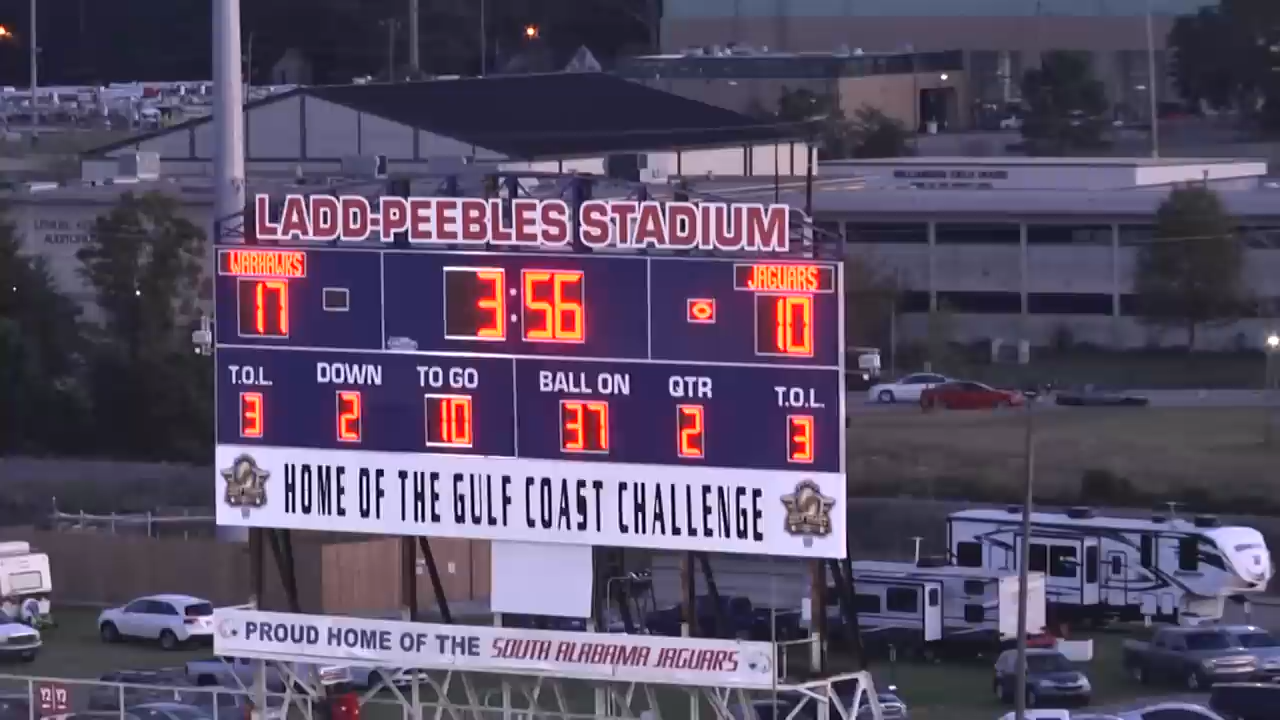 LADD-PEEBLES STADIUM
WARHAWKS
JAGUARS
17
3:56
10
T.O.L.
DOWN
TO GO
BALL ON
QTR
T.O.L.
3
2
10
37
2
3
HOME OF THE GULF COAST CHALLENGE
PROUD HOME OF THE SOUTH ALABAMA JAGUARS